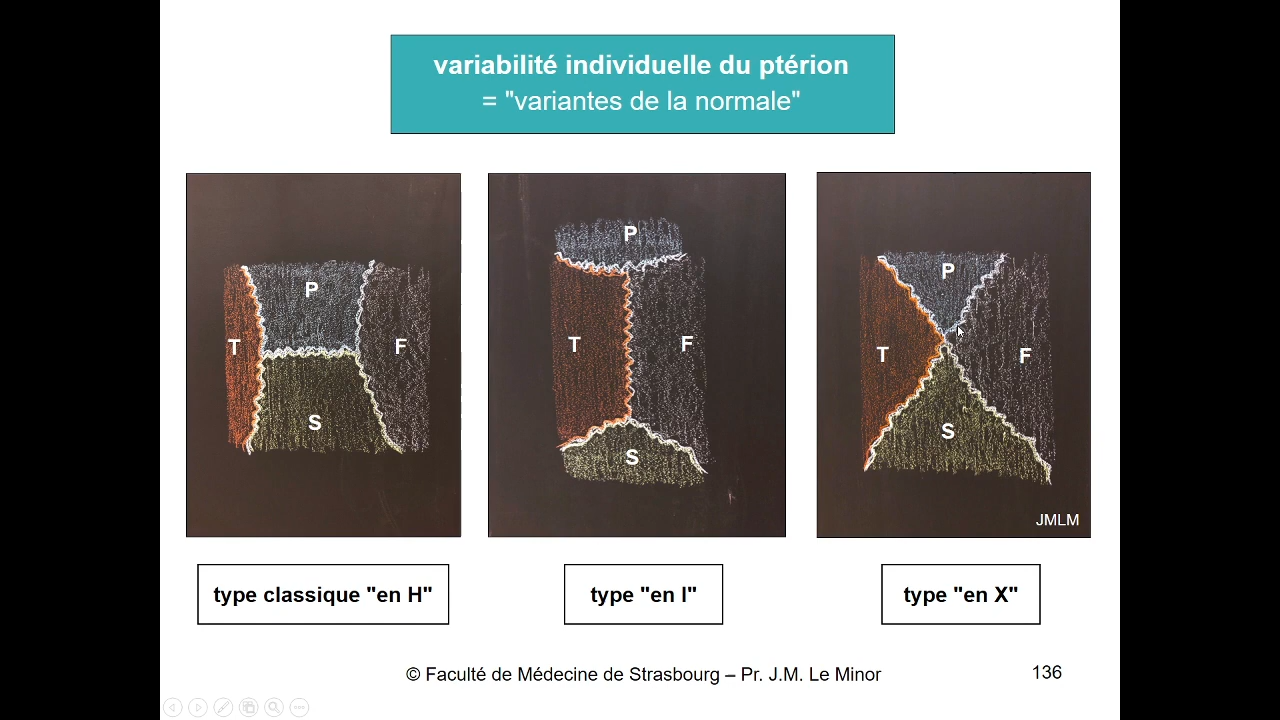 variabilité individuelle du ptérion
= "variantes de la normale"
P
T
F
S
P
T
F
S
P
T
F
S
JMLM
type classique "en H"
type "en I"
type "en X"
© Faculté de Médecine de Strasbourg – Pr. J.M. Le Minor
136